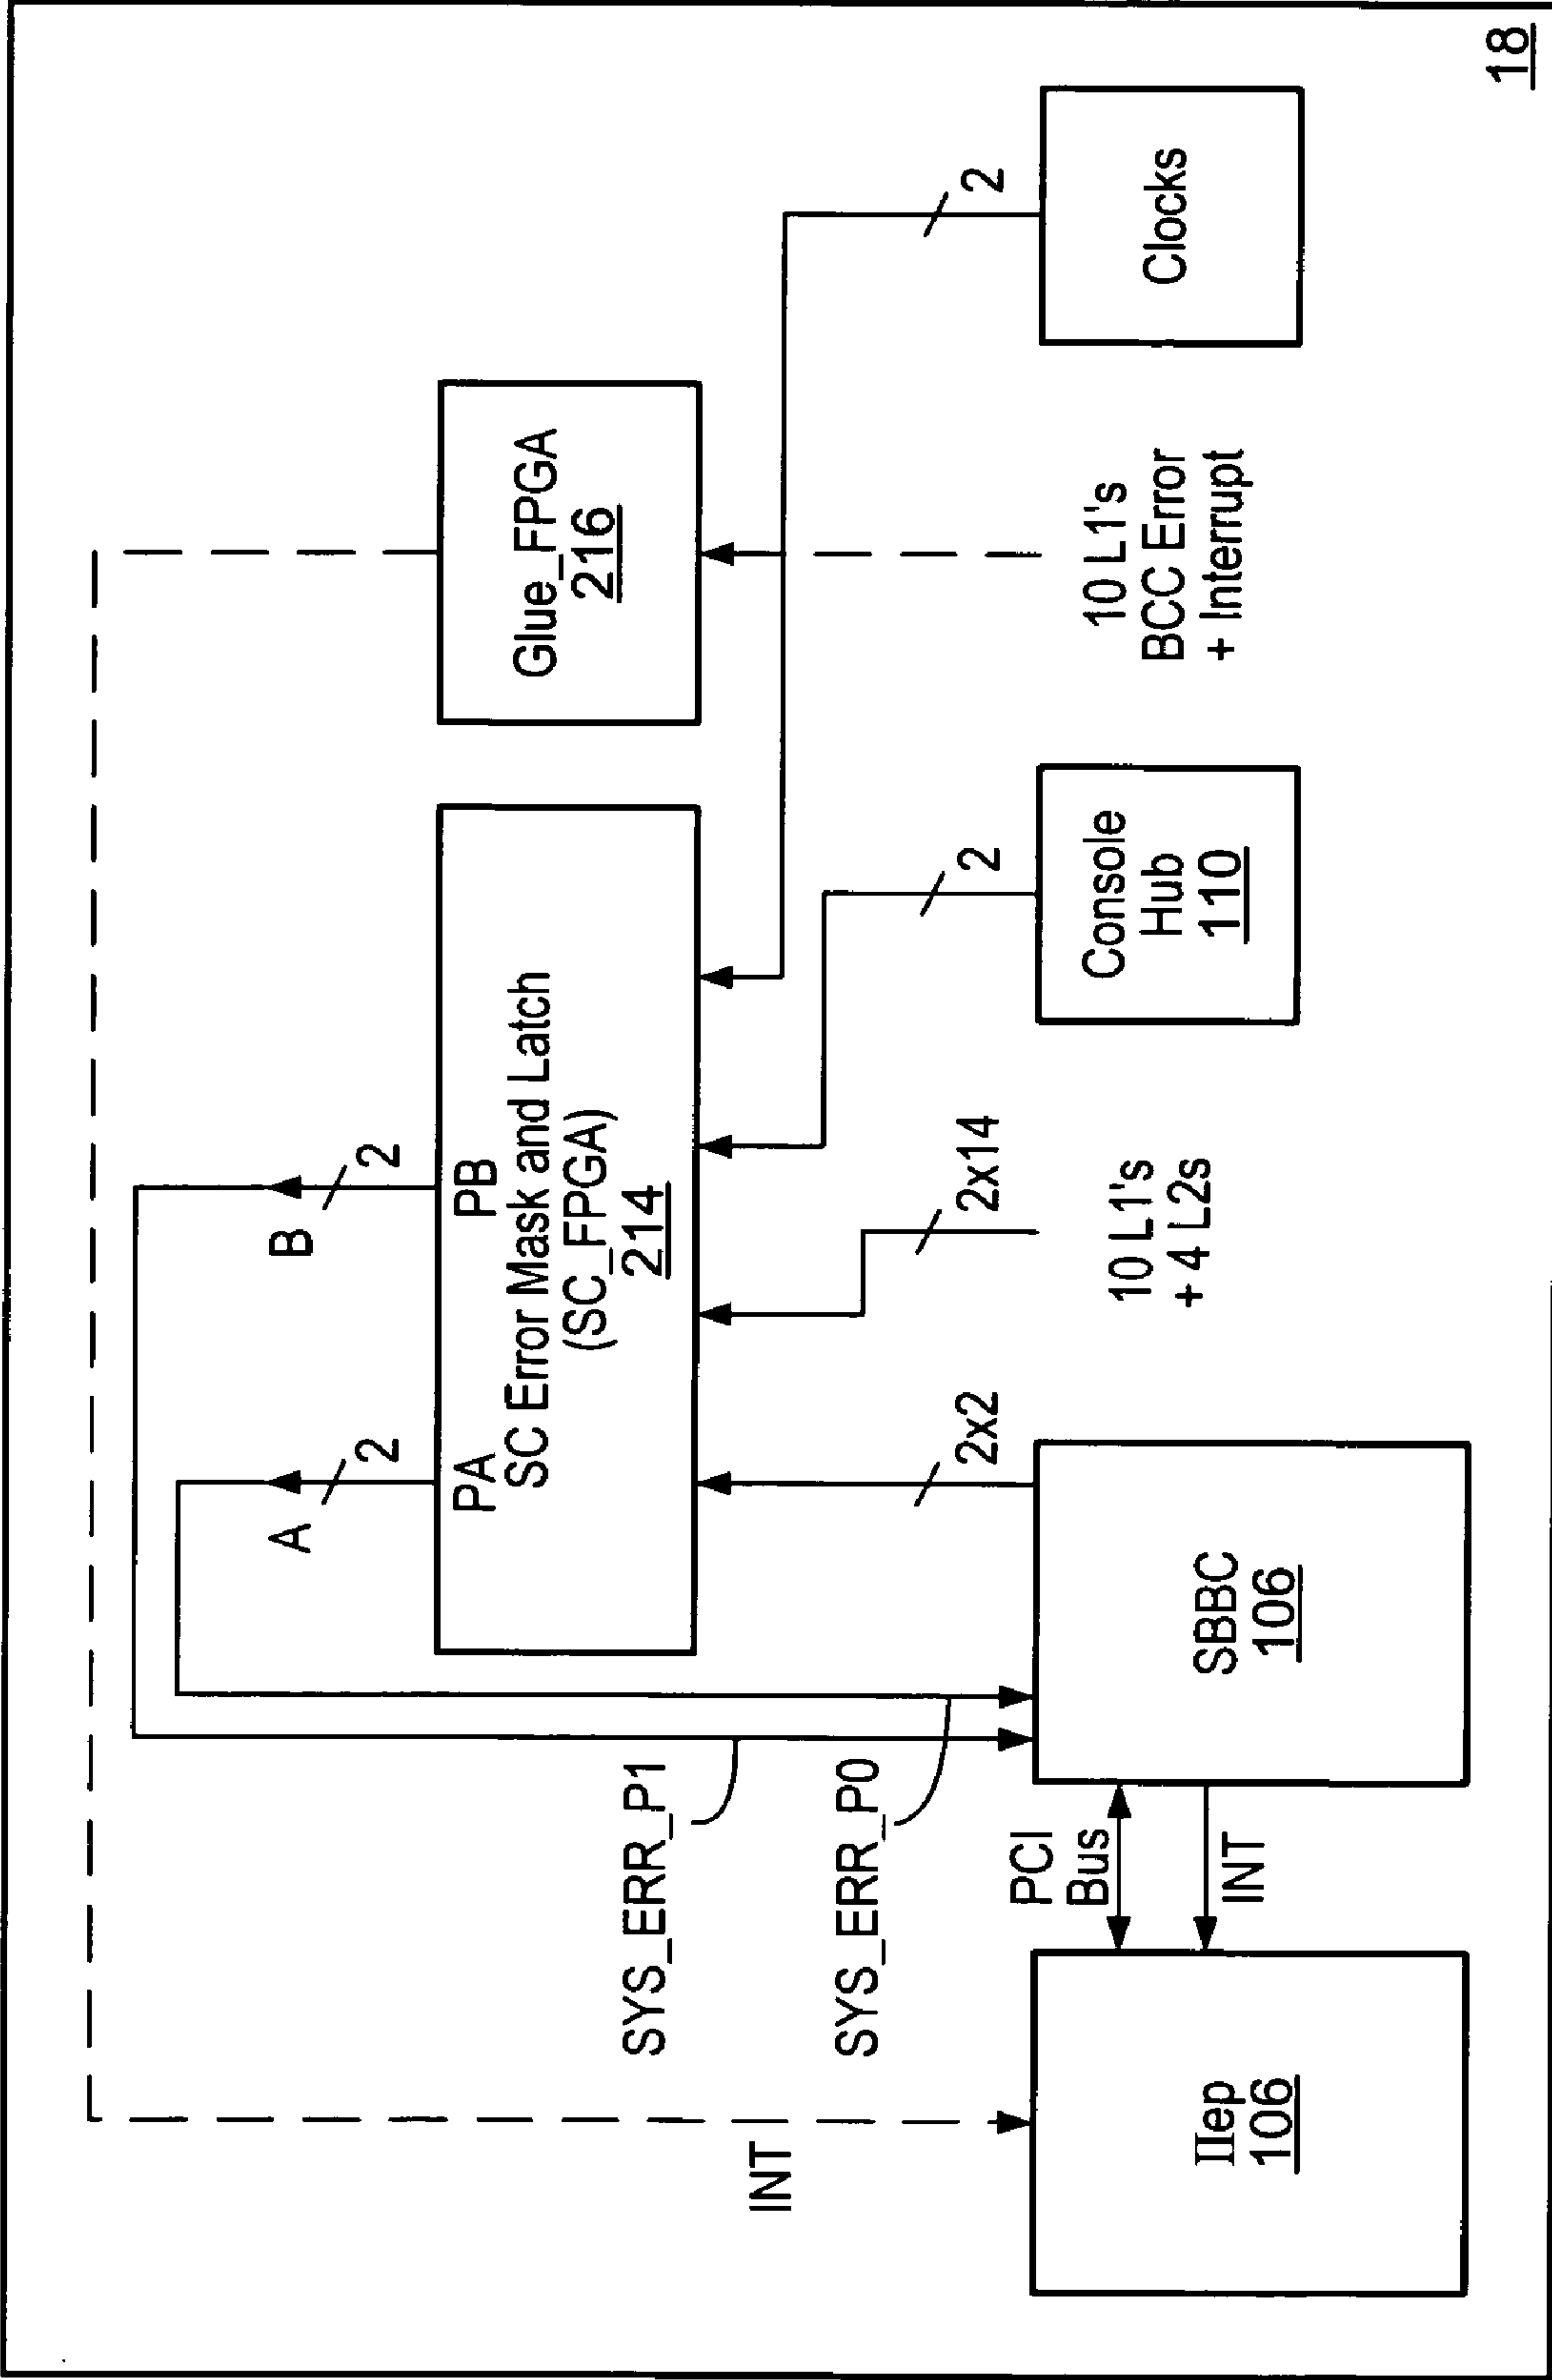 INT
SYS_ERR_P1
SYS_ERR_P0
A
2
B
2
PA
PB
SC Error Mask and Latch
(SC_FPGA)
214
Glue_FPGA
216
2x2
2x14
2
2
PCI
Bus
INT
IIep
106
SBBC
106
10 L1's
+ 4 L2s
Console
Hub
110
10 L1's
BCC Error
+ Interrupt
Clocks
18